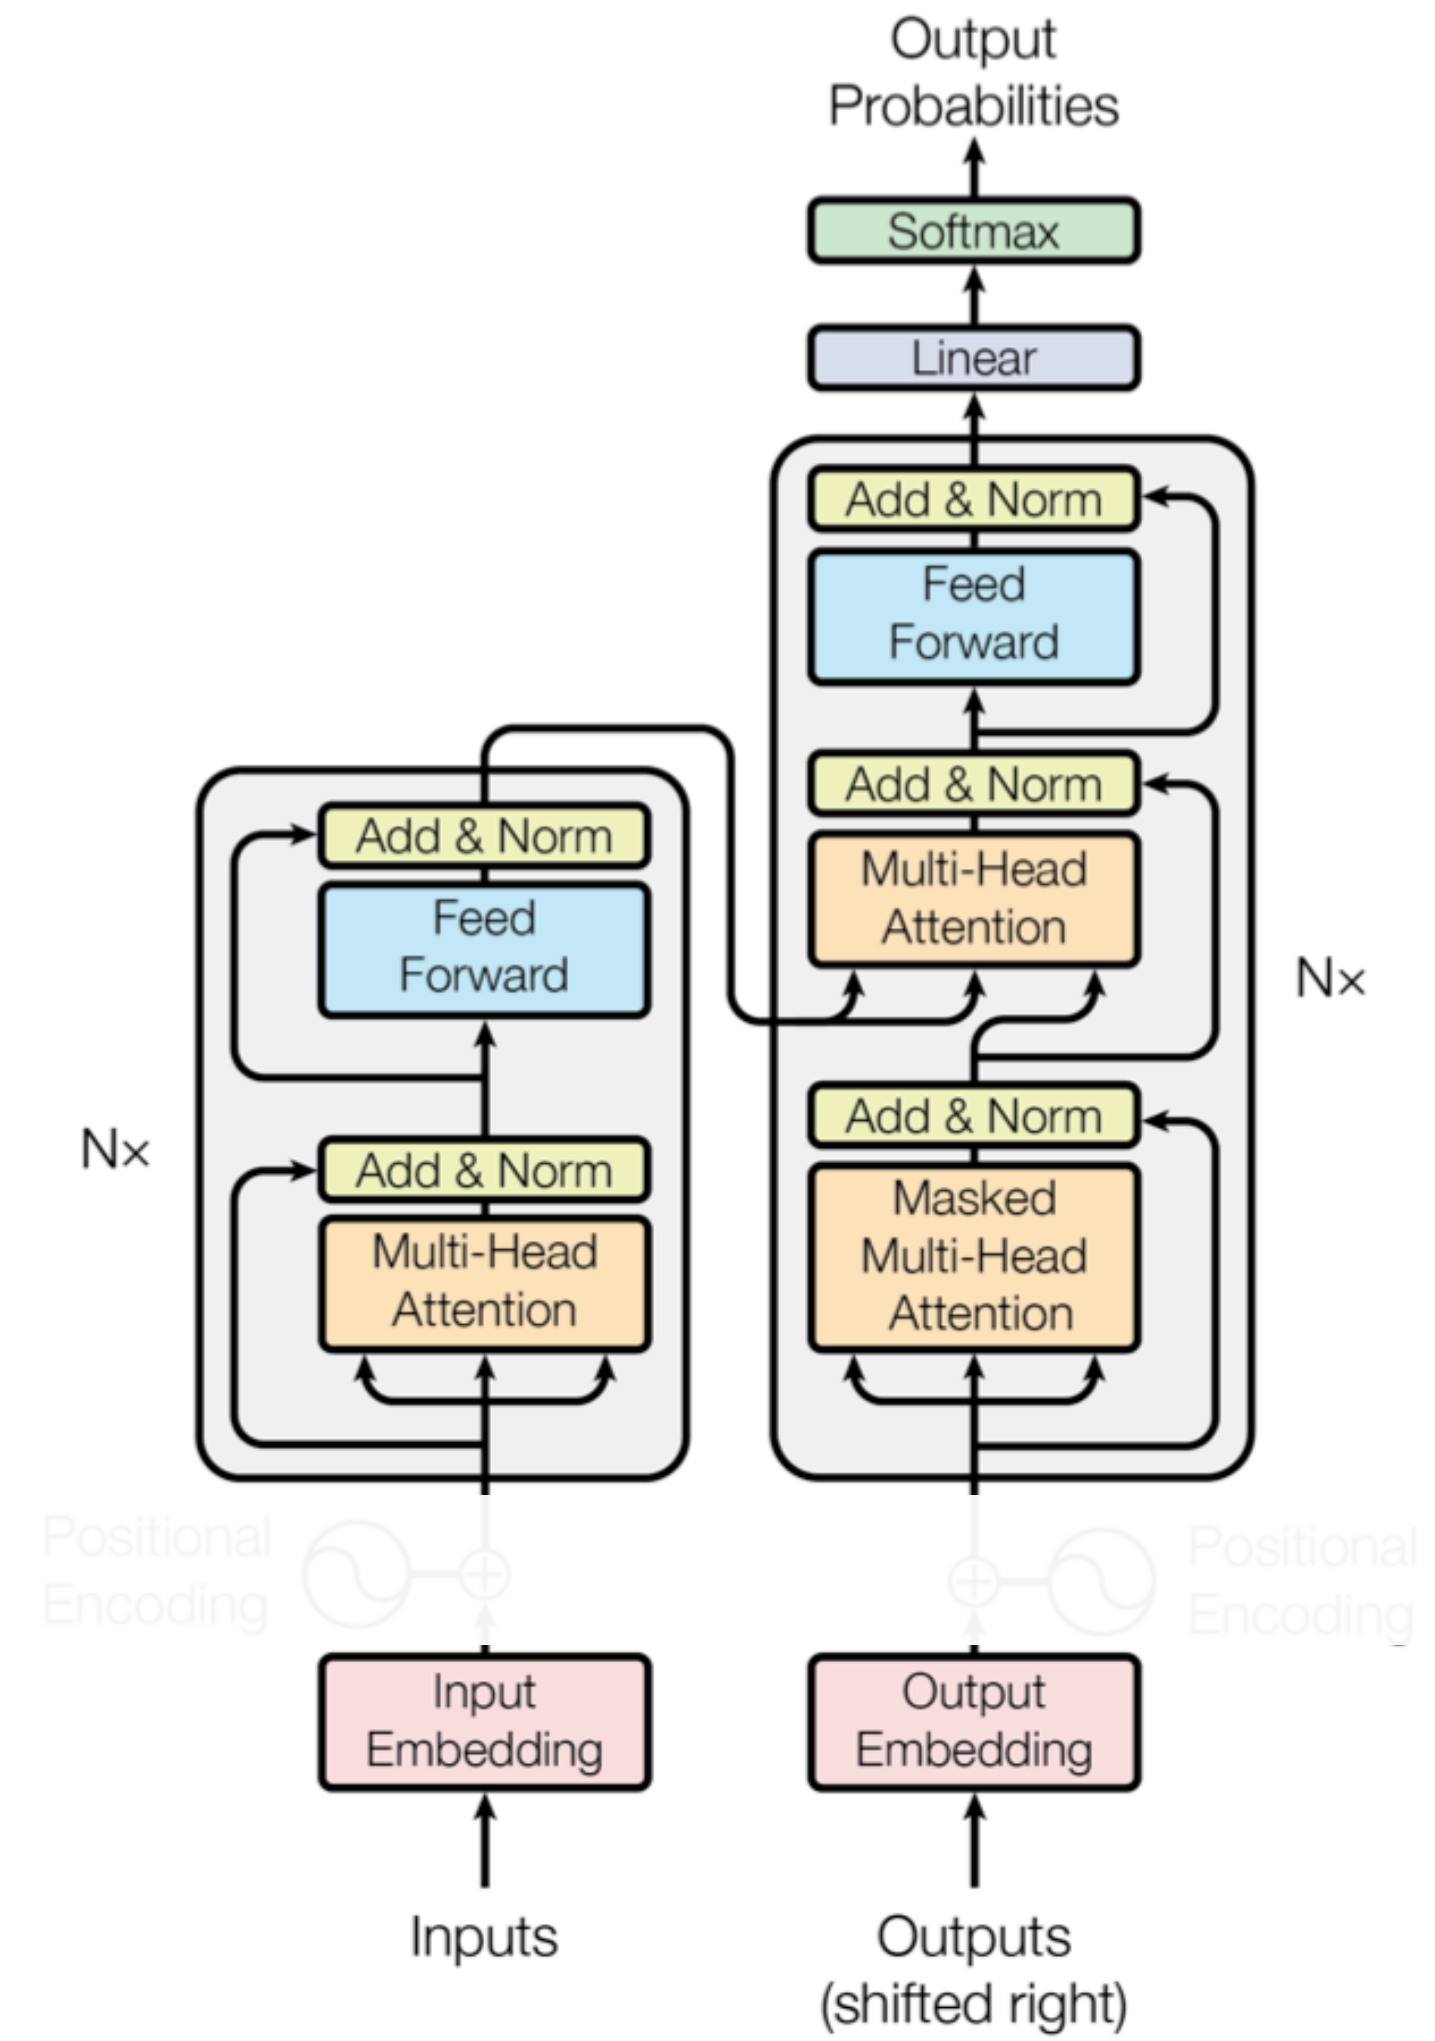 Output
Probabilities
Softmax
Linear
Add & Norm
Feed
Forward
Add & Norm
Multi-Head
Attention
Nx
Add & Norm
Masked
Multi-Head
Attention
Add & Norm
Feed
Forward
Nx
Add & Norm
Multi-Head
Attention
Positional
Encoding
Positional
Encoding
Input
Embedding
Output
Embedding
Inputs
Outputs
(shifted right)